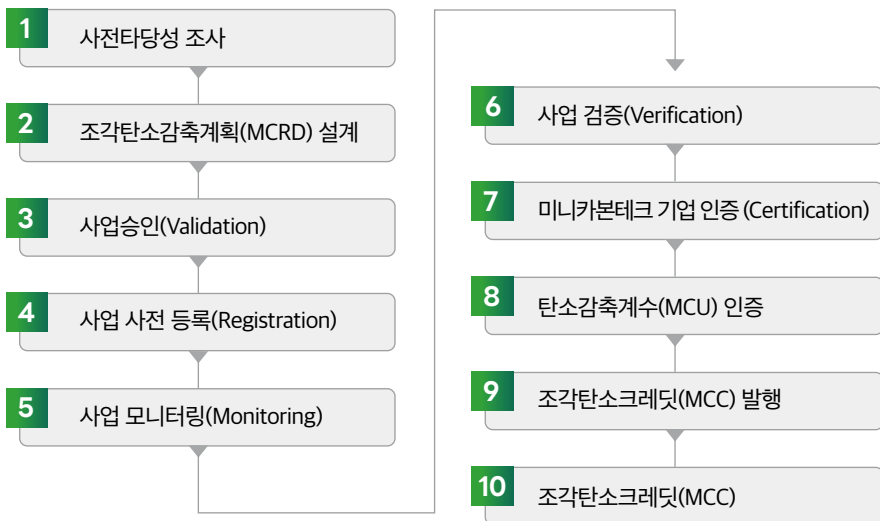 1
사전타당성 조사
2
조각탄소감축계획(MCRD) 설계
3
사업승인(Validation)
4
사업 사전 등록(Registration)
5
사업 모니터링(Monitoring)
6
사업 검증(Verification)
7
미니카본테크 기업 인증 (Certification)
8
탄소감축계수(MCU) 인증
9
조각탄소크레딧(MCC) 발행
10
조각탄소크레딧(MCC)